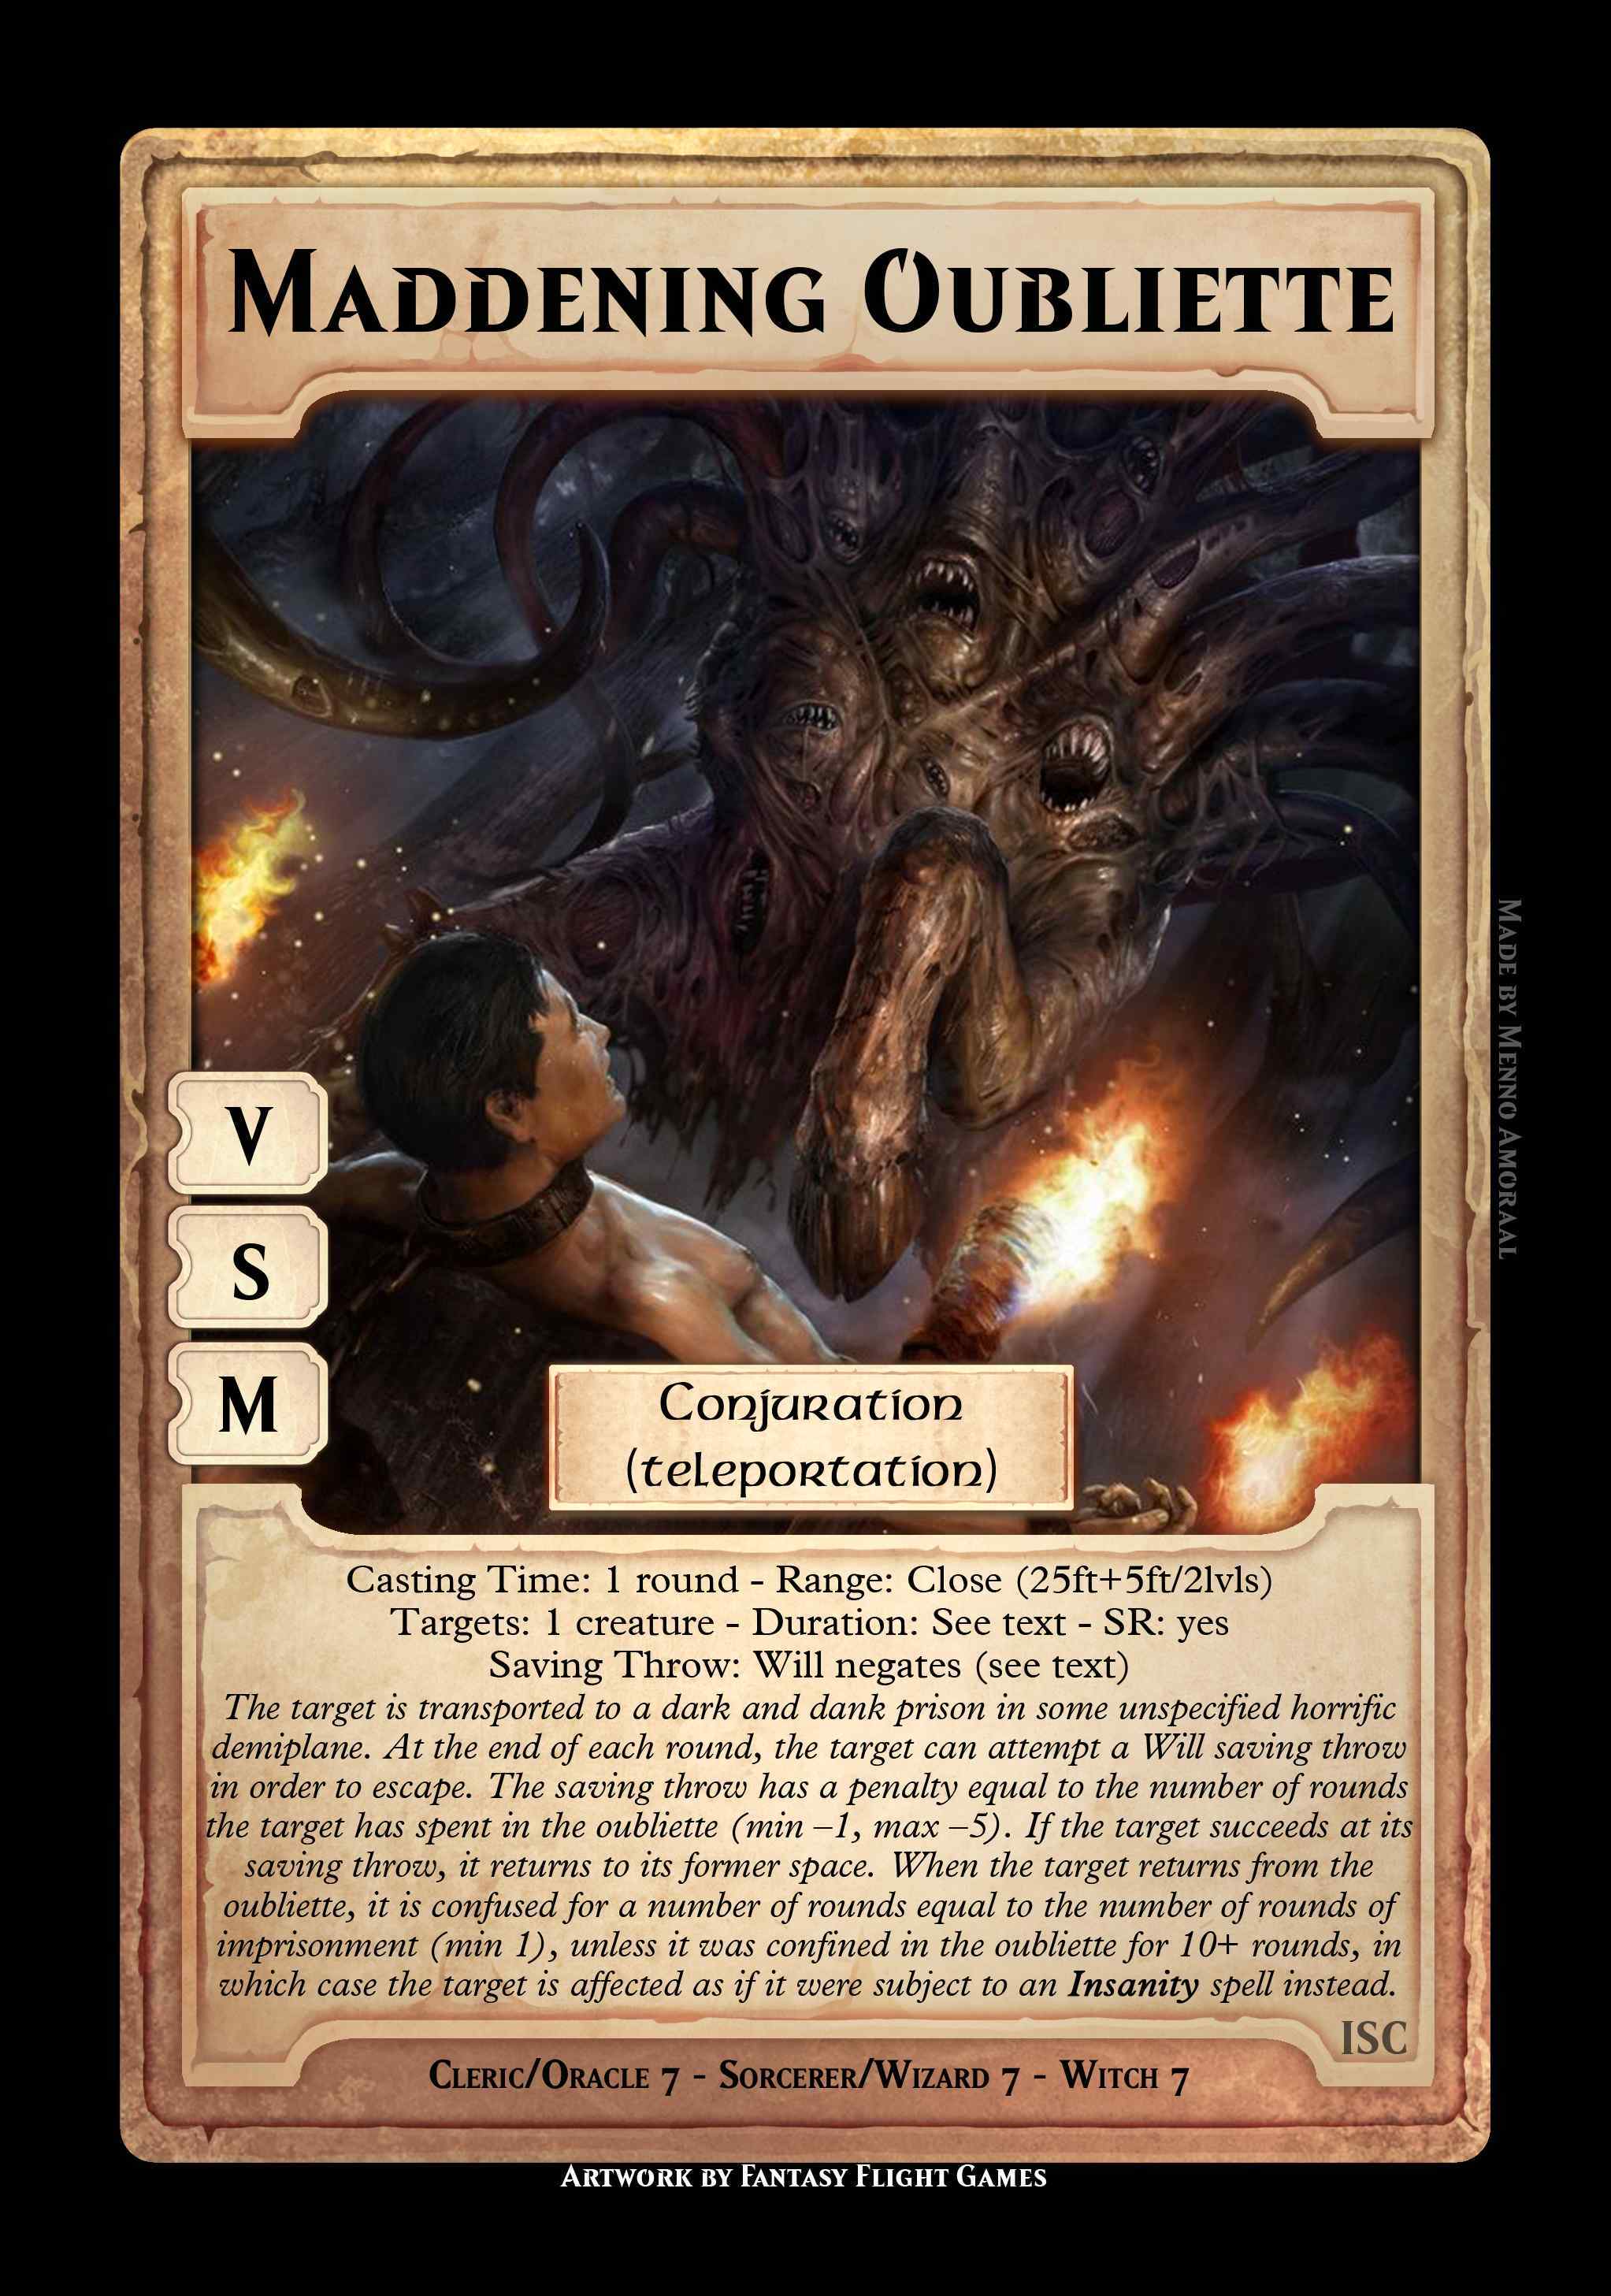 Maddening Oubliette
V
S
M
Conjuration
(teleportation)
Casting Time: 1 round - Range: Close (25ft+5ft/2lvls)
Targets: 1 creature - Duration: See text - SR: yes
Saving Throw: Will negates (see text)
The target is transported to a dark and dank prison in some unspecified horrific
demiplane. At the end of each round, the target can attempt a Will saving throw
in order to escape. The saving throw has a penalty equal to the number of rounds
the target has spent in the oubliette (min –1, max –5). If the target succeeds at its
saving throw, it returns to its former space. When the target returns from the
oubliette, it is confused for a number of rounds equal to the number of rounds of
imprisonment (min 1), unless it was confined in the oubliette for 10+ rounds, in
which case the target is affected as if it were subject to an Insanity spell instead.
ISC
Cleric/Oracle 7 - Sorcerer/Wizard 7 - Witch 7
Artwork by Fantasy Flight Games
Made by Menno Amoraal